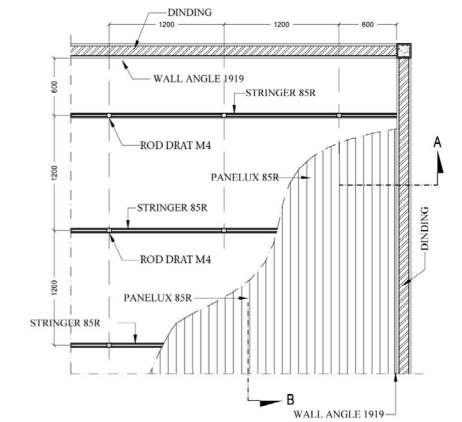 DINDING
1200
1200
600
WALL ANGLE 1919
600
STRINGER 85R
ROD DRAT M4
PANELUX 85R
A
1200
STRINGER 85R
DINDING
ROD DRAT M4
PANELUX 85R
1200
STRINGER 85R
B
WALL ANGLE 1919